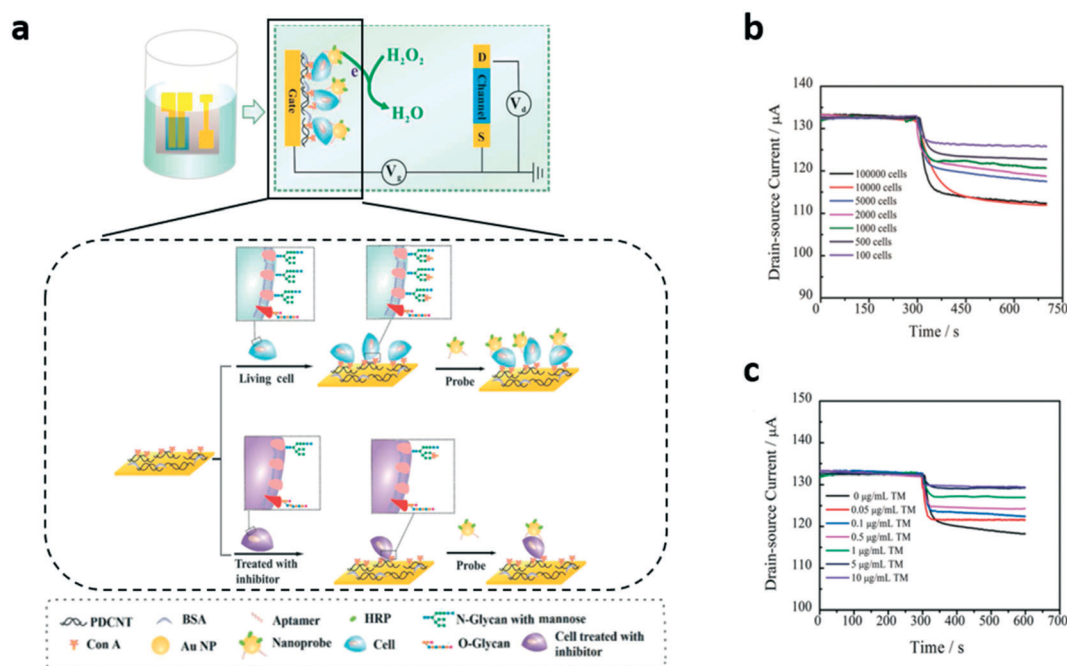 a
Gate
e
H₂O₂
H₂O
D
Channel
S
V_d
V_g
Living cell
Probe
Treated with
inhibitor
Probe
PDCNT
BSA
Aptamer
HRP
N-Glycan with mannose
Con A
Au NP
Nanoprobe
Cell
O-Glycan
Cell treated with
inhibitor
b
Drain-source Current / μA
140
130
120
110
100
90
100000 cells
10000 cells
5000 cells
2000 cells
1000 cells
500 cells
100 cells
0
150
300
450
600
750
Time / s
c
Drain-source Current / μA
150
140
130
120
110
100
0 μg/mL TM
0.05 μg/mL TM
0.1 μg/mL TM
0.5 μg/mL TM
1 μg/mL TM
5 μg/mL TM
10 μg/mL TM
0
100
200
300
400
500
600
700
Time / s